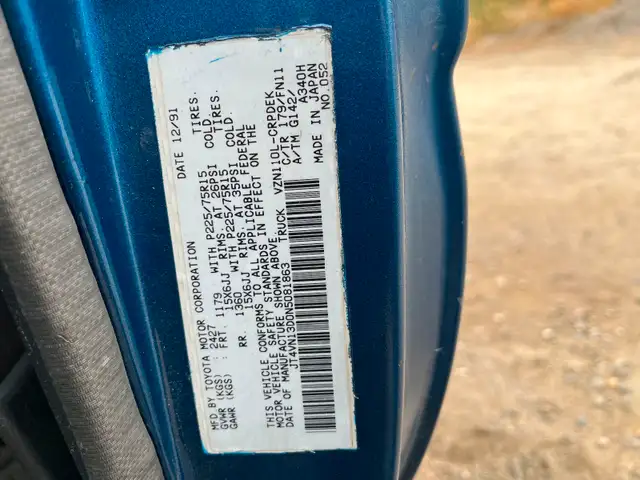 MFD. BY TOYOTA MOTOR CORPORATION DATE 12/91
GVWR (KGS) : 2427
GAWR (KGS) : FRT. 1179 WITH P225/75R15 TIRES.
15X6JJ RIMS. AT 26PSI COLD.
RR. 1360 WITH P225/75R15 TIRES.
15X6JJ RIMS. AT 35PSI COLD.
THIS VEHICLE CONFORMS TO ALL APPLICABLE FEDERAL
MOTOR VEHICLE SAFETY STANDARDS IN EFFECT ON THE
DATE OF MANUFACTURE SHOWN ABOVE.
JT4VN13D0N5081863 TRUCK VZN110L-CRPDEK
C/TR 179/FN11
A/TM G142/ A340H
MADE IN JAPAN
NO.052